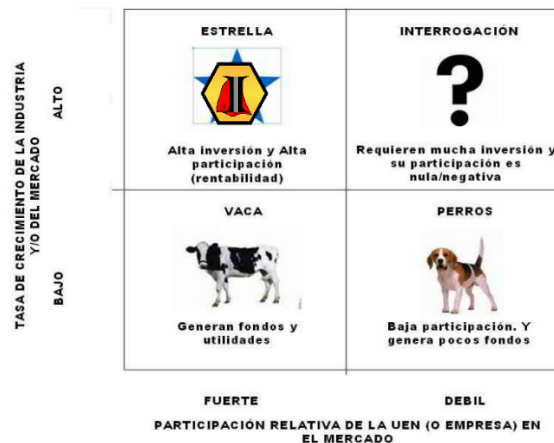 ESTRELLA
Alta inversión y Alta
participación
(rentabilidad)
INTERROGACIÓN
?
Requieren mucha inversión y
su participación es
nula/negativa
VACA
Generan fondos y
utilidades
PERROS
Baja participación. Y
genera pocos fondos
TASA DE CRECIMIENTO DE LA INDUSTRIA
Y/O DEL MERCADO
ALTO
BAJO
FUERTE
DEBIL
PARTICIPACIÓN RELATIVA DE LA UEN (O EMPRESA) EN
EL MERCADO